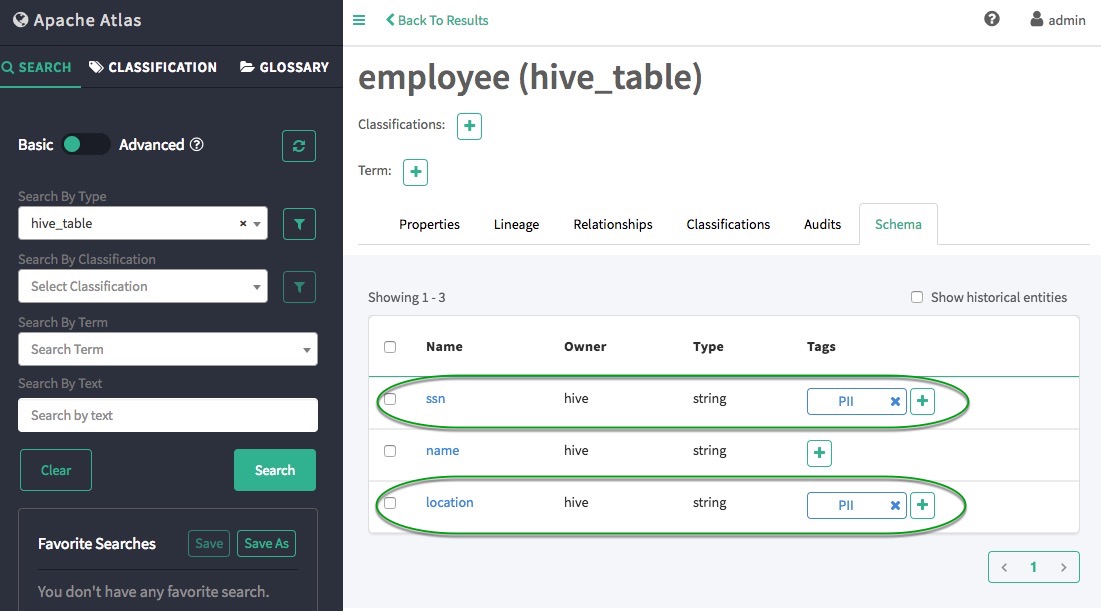 Apache Atlas
SEARCH CLASSIFICATION GLOSSARY
Basic Advanced
Search By Type
hive_table
Search By Classification
Select Classification
Search By Term
Search Term
Search By Text
Search by text
Clear Search
Favorite Searches Save Save As
You don't have any favorite search.
Back To Results admin
employee (hive_table)
Classifications:
Term:
Properties Lineage Relationships Classifications Audits Schema
Showing 1 - 3 Show historical entities
Name Owner Type Tags
ssn hive string PII
name hive string
location hive string PII
1